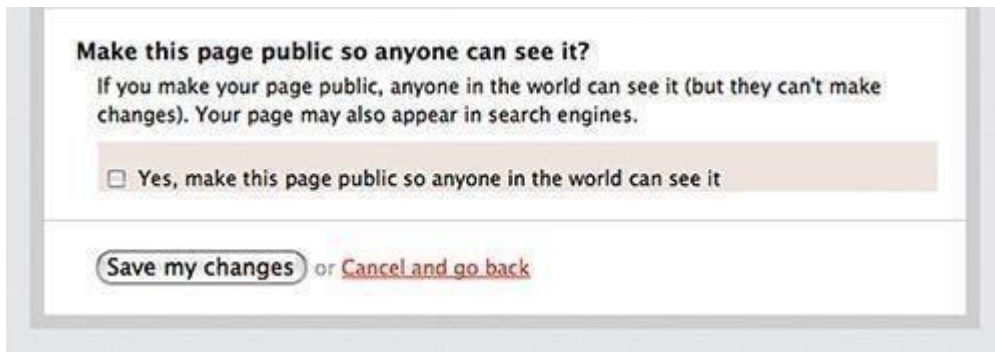 Make this page public so anyone can see it?
If you make your page public, anyone in the world can see it (but they can't make
changes). Your page may also appear in search engines.
Yes, make this page public so anyone in the world can see it
Save my changes or Cancel and go back